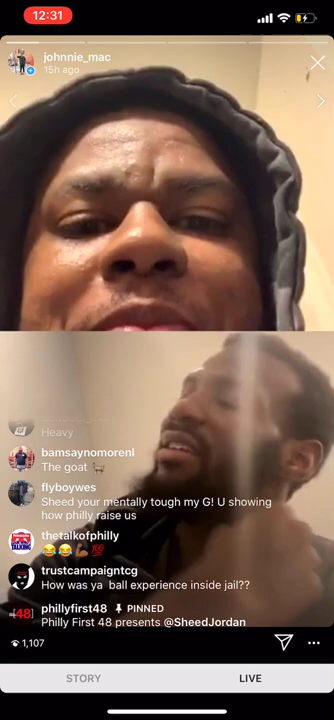 12:31
johnnie_mac
15h ago
Heavy
bamsaynomorenl
The goat 🐐
flyboywes
Sheed your mentally tough my G! U showing
how philly raise us
thetalkofphilly
😂😂💪🏾💯
trustcampaigntcg
How was ya ball experience inside jail??
phillyfirst48 📌 PINNED
Philly First 48 presents @SheedJordan
1,107
STORY LIVE